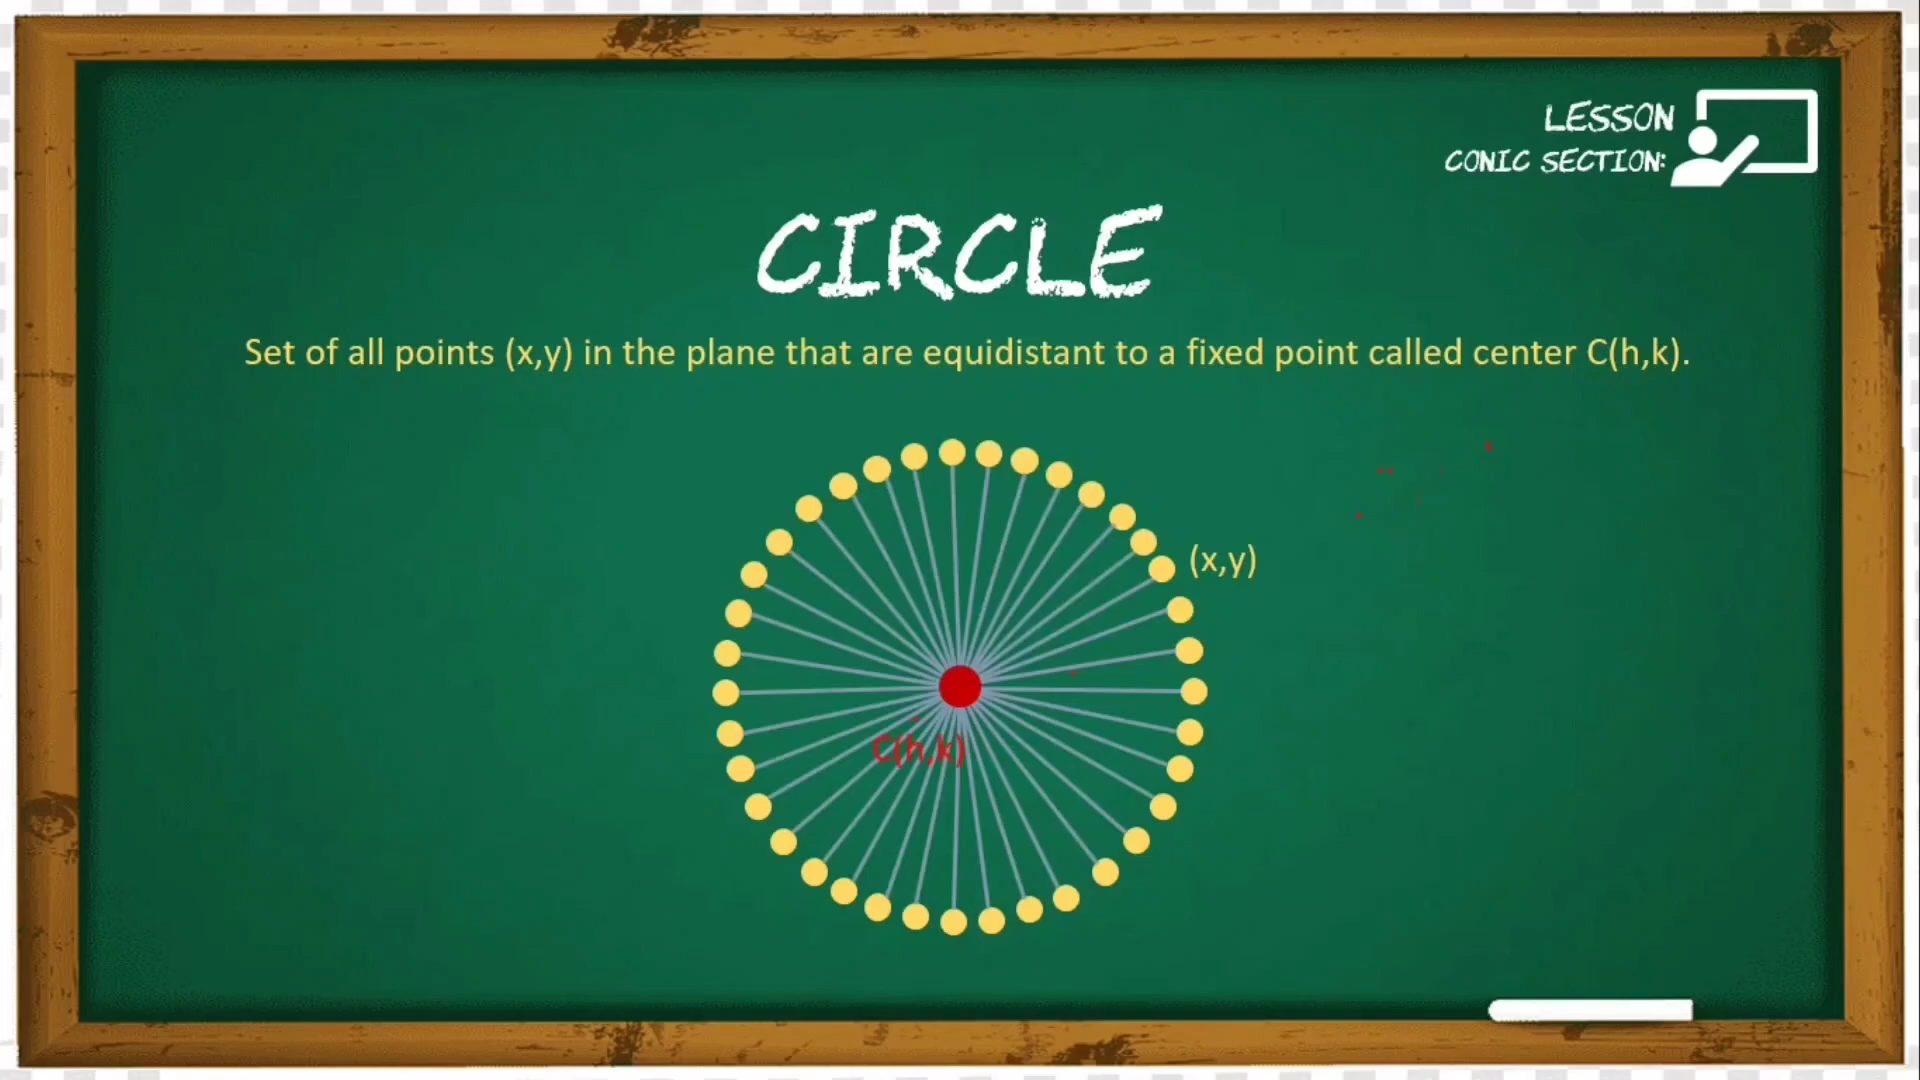 LESSON
CONIC SECTION:
CIRCLE
Set of all points (x,y) in the plane that are equidistant to a fixed point called center C(h,k).
(x,y)
C(h,k)